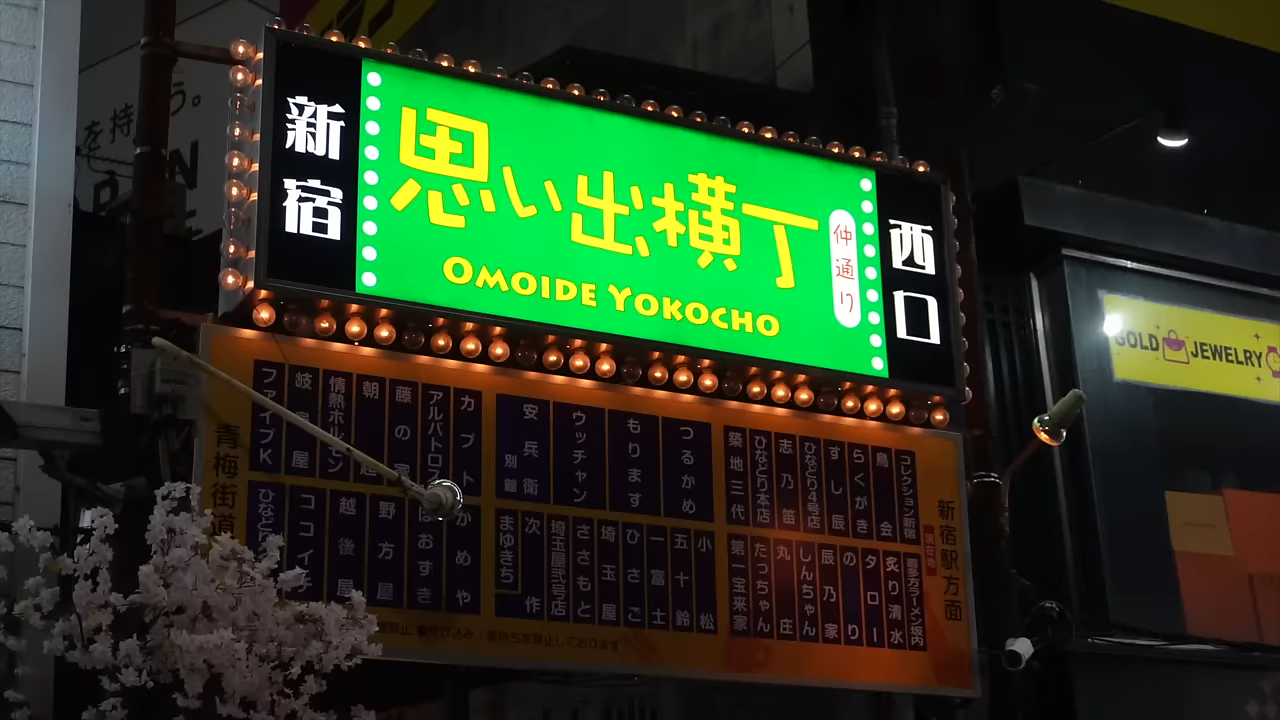 を持
新宿
思い出横丁
仲通り
OMOIDE YOKOCHO
西口
GOLD JEWELRY
青梅街道
ファイブK
情熱ホルモン
朝
藤の家
アルバトロス
カブト
安兵衛
別館
ウッチャン
もります
つるかめ
築地三代
ひなどり本店
志乃笛
ひなどり4号店
すし辰
らくがき
鳥会
コレクション新宿
新宿駅方面
現在地
ひなど
ココイチ
越後屋
野方屋
ほおずき
かめや
まゆきち
次作
埼玉屋弐号店
ささもと
埼玉屋
ひさご
一富士
五十鈴
小松
第一宝来家
たっちゃん
丸庄
しんちゃん
辰乃家
のり
タロー
炙り清水
喜多方ラーメン坂内